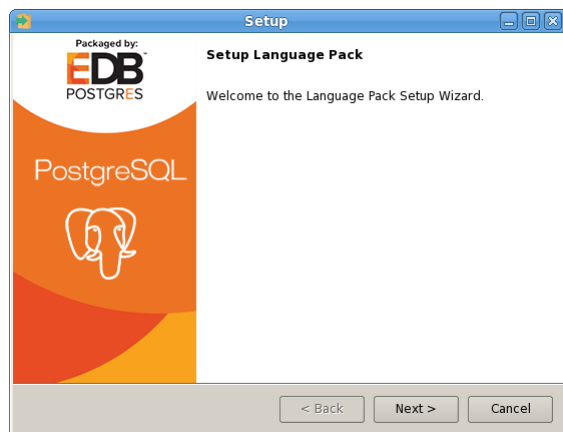 Setup
Packaged by:
EDB
POSTGRES
Setup Language Pack
Welcome to the Language Pack Setup Wizard.
PostgreSQL
< Back
Next >
Cancel